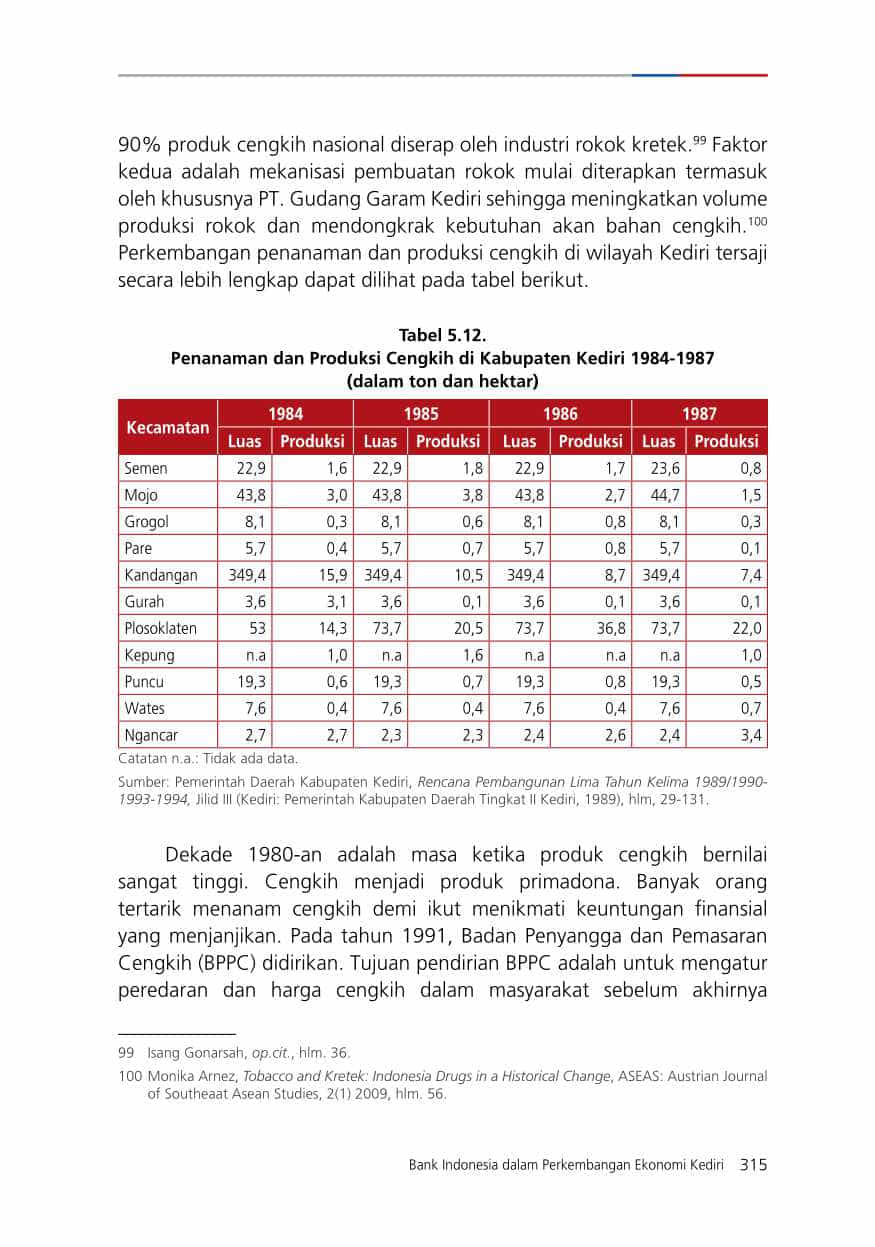 90% produk cengkih nasional diserap oleh industri rokok kretek.99 Faktor
kedua adalah mekanisasi pembuatan rokok mulai diterapkan termasuk
oleh khususnya PT. Gudang Garam Kediri sehingga meningkatkan volume
produksi rokok dan mendongkrak kebutuhan akan bahan cengkih.100
Perkembangan penanaman dan produksi cengkih di wilayah Kediri tersaji
secara lebih lengkap dapat dilihat pada tabel berikut.
Tabel 5.12.
Penanaman dan Produksi Cengkih di Kabupaten Kediri 1984-1987
(dalam ton dan hektar)
Kecamatan 1984 1985 1986 1987
Luas Produksi Luas Produksi Luas Produksi Luas Produksi
Semen 22,9 1,6 22,9 1,8 22,9 1,7 23,6 0,8
Mojo 43,8 3,0 43,8 3,8 43,8 2,7 44,7 1,5
Grogol 8,1 0,3 8,1 0,6 8,1 0,8 8,1 0,3
Pare 5,7 0,4 5,7 0,7 5,7 0,8 5,7 0,1
Kandangan 349,4 15,9 349,4 10,5 349,4 8,7 349,4 7,4
Gurah 3,6 3,1 3,6 0,1 3,6 0,1 3,6 0,1
Plosoklaten 53 14,3 73,7 20,5 73,7 36,8 73,7 22,0
Kepung n.a 1,0 n.a 1,6 n.a n.a n.a 1,0
Puncu 19,3 0,6 19,3 0,7 19,3 0,8 19,3 0,5
Wates 7,6 0,4 7,6 0,4 7,6 0,4 7,6 0,7
Ngancar 2,7 2,7 2,3 2,3 2,4 2,6 2,4 3,4
Catatan n.a.: Tidak ada data.
Sumber: Pemerintah Daerah Kabupaten Kediri, Rencana Pembangunan Lima Tahun Kelima 1989/1990-
1993-1994, Jilid III (Kediri: Pemerintah Kabupaten Daerah Tingkat II Kediri, 1989), hlm, 29-131.
Dekade 1980-an adalah masa ketika produk cengkih bernilai
sangat tinggi. Cengkih menjadi produk primadona. Banyak orang
tertarik menanam cengkih demi ikut menikmati keuntungan finansial
yang menjanjikan. Pada tahun 1991, Badan Penyangga dan Pemasaran
Cengkih (BPPC) didirikan. Tujuan pendirian BPPC adalah untuk mengatur
peredaran dan harga cengkih dalam masyarakat sebelum akhirnya
99 Isang Gonarsah, op.cit., hlm. 36.
100 Monika Arnez, Tobacco and Kretek: Indonesia Drugs in a Historical Change, ASEAS: Austrian Journal
of Southeaat Asean Studies, 2(1) 2009, hlm. 56.
Bank Indonesia dalam Perkembangan Ekonomi Kediri 315